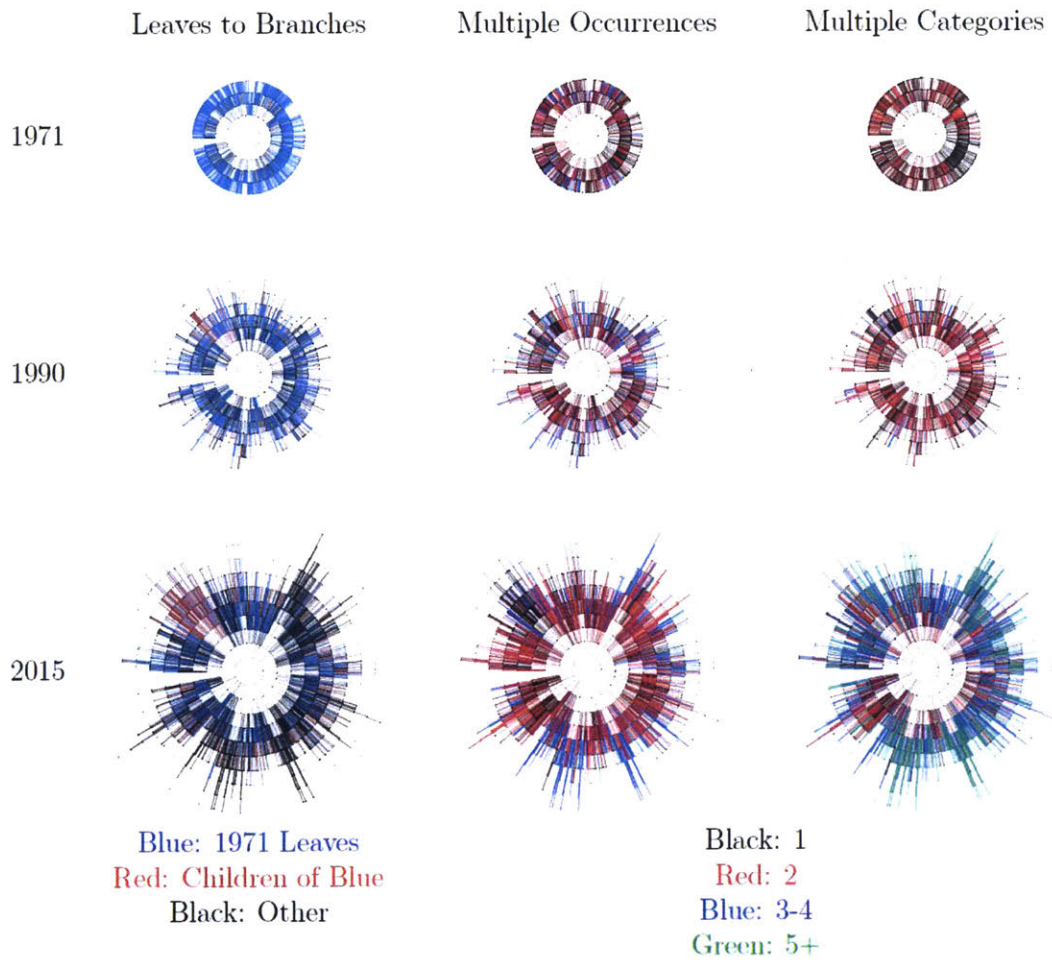 Leaves to Branches Multiple Occurrences Multiple Categories
1971
1990
2015
Blue: 1971 Leaves
Red: Children of Blue
Black: Other
Black: 1
Red: 2
Blue: 3-4
Green: 5+